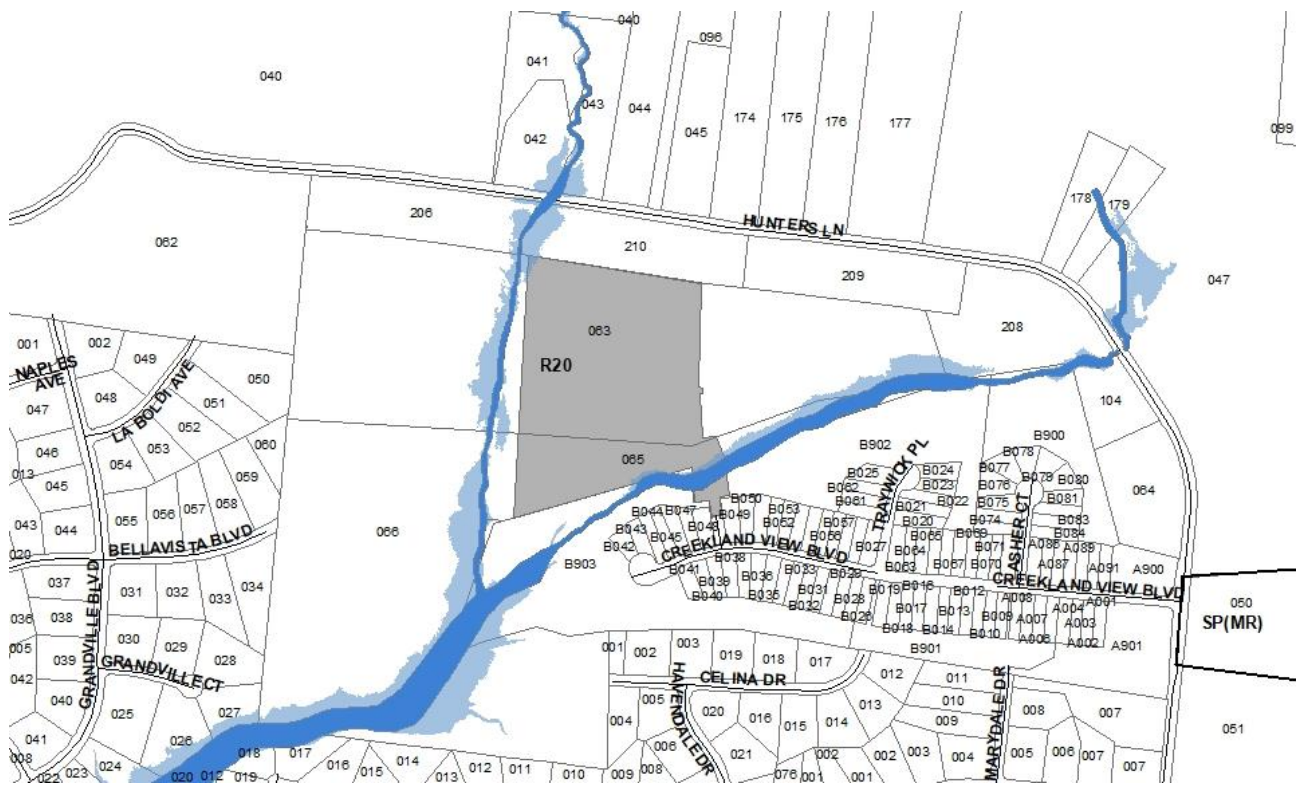 040
096
041
040
043
044
174
175
176
177
045
042
099
178
179
206
HUNTERS LN
062
210
209
047
063
208
R20
001
002
049
NAPLES
AVE
048
LA BOLDI AVE
050
051
047
052
104
053
060
046
054
013
059
045
065
B902
B900
B078
B077
B079
B080
B076
B081
B075
B025
B024
B023
B062
B061
B022
B021
B020
TRAYWICK PL
ASHER CT
064
058
057
056
055
043
044
066
B050
B053
B052
B049
B047
B044
B048
B043
B045
B042
B057
B056
B027
B065
B064
B063
B069
B074
B083
B084
B071
B070
B067
A086
A089
A087
A091
A900
020
BELLAVISTA BLVD
CREEKLAND VIEW BLVD
B903
B041
B038
B036
B033
B029
B039
B040
B035
B031
B032
B028
B026
B019
B016
B017
B018
B012
B013
B014
B009
B010
CREEKLAND VIEW BLVD
A008
A007
A006
A004
A001
A003
A002
A901
B901
050
SP(MR)
037
031
032
033
034
036
038
GRANDVILLE BLVD
005
039
030
029
028
GRANDVILLE CT
042
040
025
027
001
002
003
019
018
017
CELINA DR
HAVENDALE DR
012
011
010
009
013
008
007
MARYDALE DR
005
020
016
015
014
004
041
026
051
008
024
018
017
016
015
014
013
012
011
010
009
008
006
021
002
002
003
004
005
006
007
007
022
023
020
012
019
076
001
001